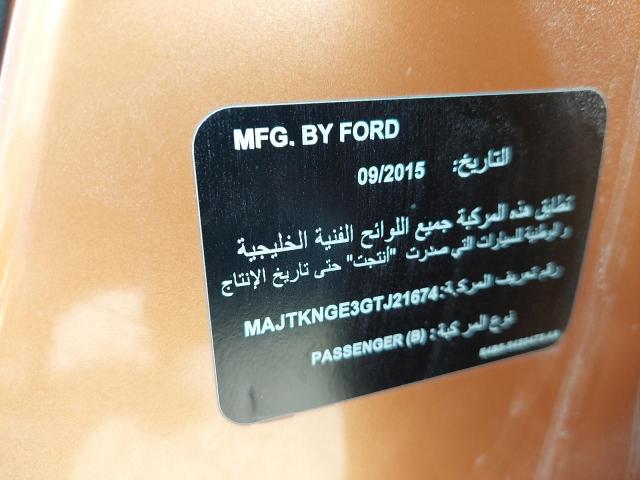 MFG. BY FORD
التاريخ: 09/2015
تطابق هذه المركبة جميع اللوائح الفنية الخليجية
والوطنية للسيارات التي صدرت "أنتجت" حتى تاريخ الإنتاج
رقم تعريف المركبة: MAJTKNGE3GTJ21674
نوع المركبة: PASSENGER (B)